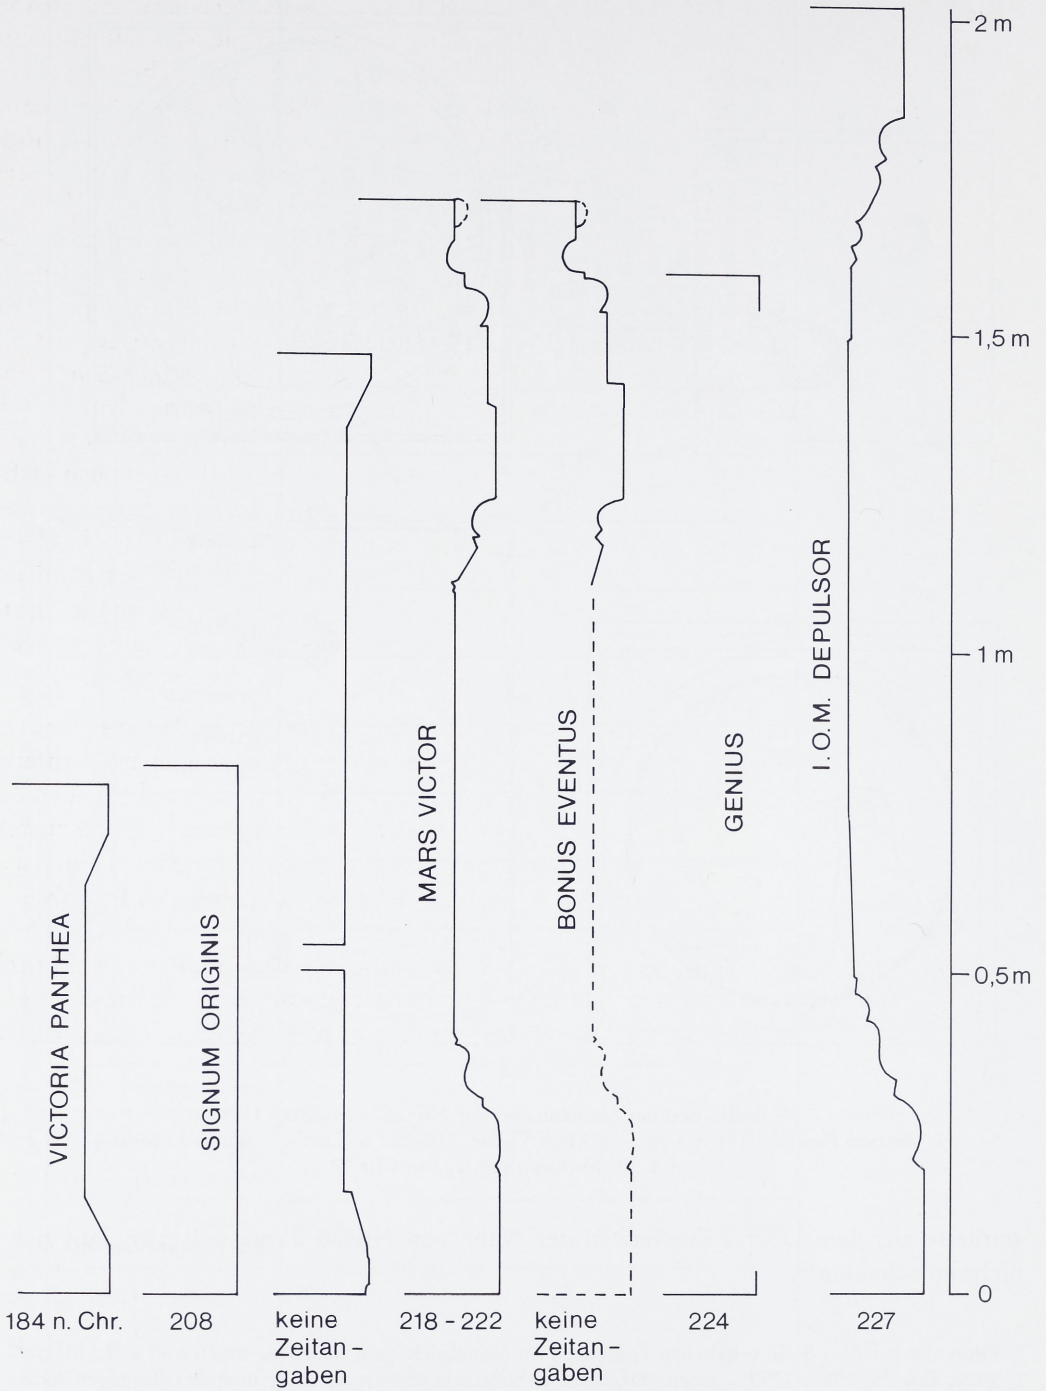 2 m
1,5 m
1 m
0,5 m
0
VICTORIA PANTHEA
SIGNUM ORIGINIS
MARS VICTOR
BONUS EVENTUS
GENIUS
I.O.M. DEPULSOR
184 n. Chr.
208
keine
Zeitan-
gaben
218 - 222
keine
Zeitan-
gaben
224
227